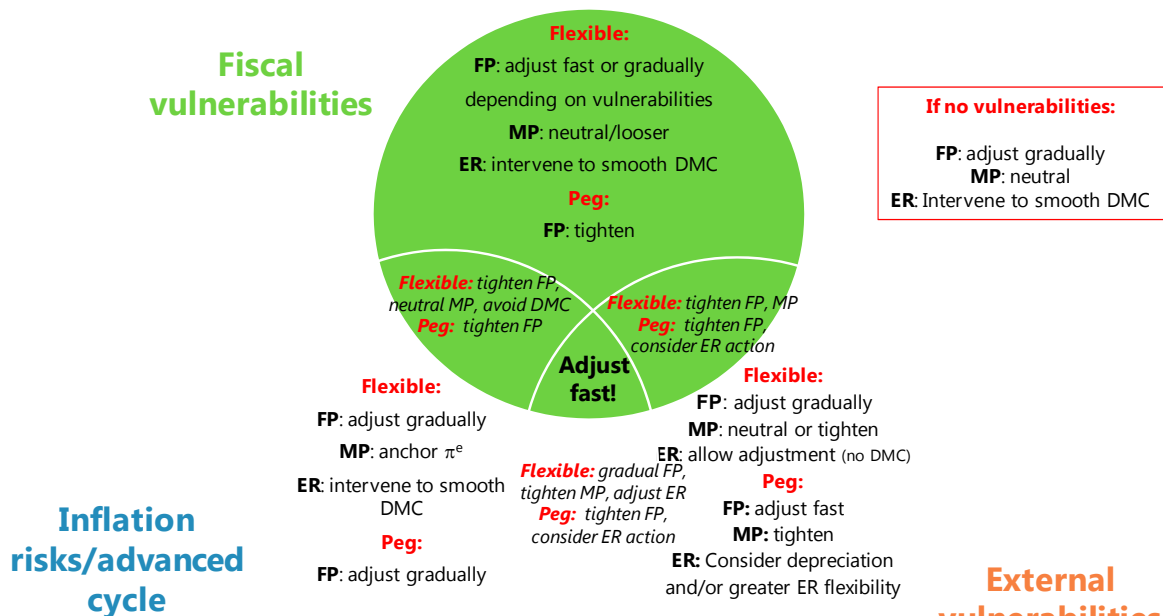 Fiscal
vulnerabilities
Flexible:
FP: adjust fast or gradually
depending on vulnerabilities
MP: neutral/looser
ER: intervene to smooth DMC
Peg:
FP: tighten
If no vulnerabilities:
FP: adjust gradually
MP: neutral
ER: Intervene to smooth DMC
Flexible: tighten FP,
neutral MP, avoid DMC
Peg: tighten FP
Flexible: tighten FP, MP
Peg: tighten FP,
consider ER action
Adjust
fast!
Flexible:
FP: adjust gradually
MP: anchor πᵉ
ER: intervene to smooth
DMC
Peg:
FP: adjust gradually
Flexible: gradual FP,
tighten MP, adjust ER
Peg: tighten FP,
consider ER action
Flexible:
FP: adjust gradually
MP: neutral or tighten
ER: allow adjustment (no DMC)
Peg:
FP: adjust fast
MP: tighten
ER: Consider depreciation
and/or greater ER flexibility
Inflation
risks/advanced
cycle
External
vulnerabilities